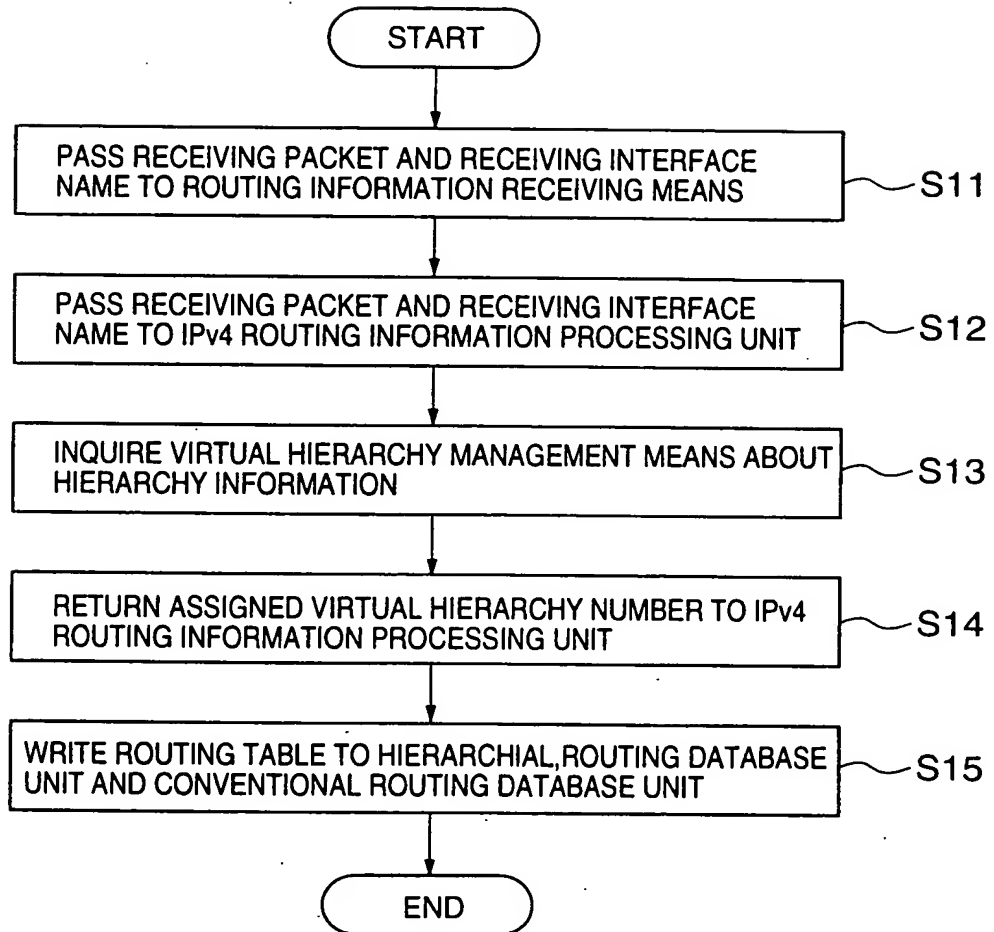 START
PASS RECEIVING PACKET AND RECEIVING INTERFACE
NAME TO ROUTING INFORMATION RECEIVING MEANS
S11
PASS RECEIVING PACKET AND RECEIVING INTERFACE
NAME TO IPv4 ROUTING INFORMATION PROCESSING UNIT
S12
INQUIRE VIRTUAL HIERARCHY MANAGEMENT MEANS ABOUT
HIERARCHY INFORMATION
S13
RETURN ASSIGNED VIRTUAL HIERARCHY NUMBER TO IPv4
ROUTING INFORMATION PROCESSING UNIT
S14
WRITE ROUTING TABLE TO HIERARCHIAL,ROUTING DATABASE
UNIT AND CONVENTIONAL ROUTING DATABASE UNIT
S15
END